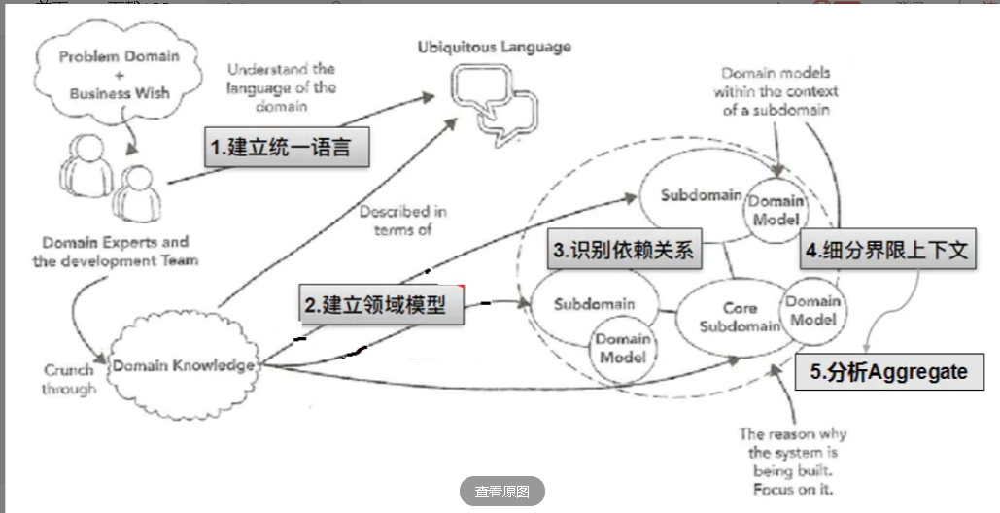 Problem Domain
+
Business Wish
Understand the
language of the
domain
Ubiquitous Language
Domain models
within the context
of a subdomain
1.建立统一语言
Domain Experts and
the development Team
Described in
terms of
Subdomain
Domain
Model
3.识别依赖关系
4.细分界限上下文
2.建立领域模型
Subdomain
Domain
Model
Core
Subdomain
Domain
Model
Crunch
through
Domain Knowledge
5.分析Aggregate
The reason why
the system is
being built.
Focus on it.
查看原图